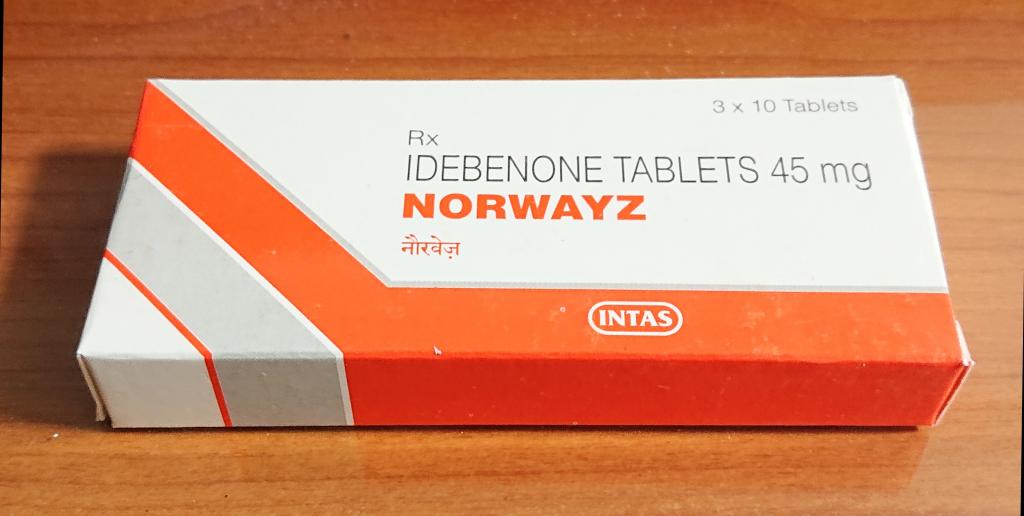 3 x 10 Tablets
Rx
IDEBENONE TABLETS 45 mg
NORWAYZ
नौरवेज़
INTAS